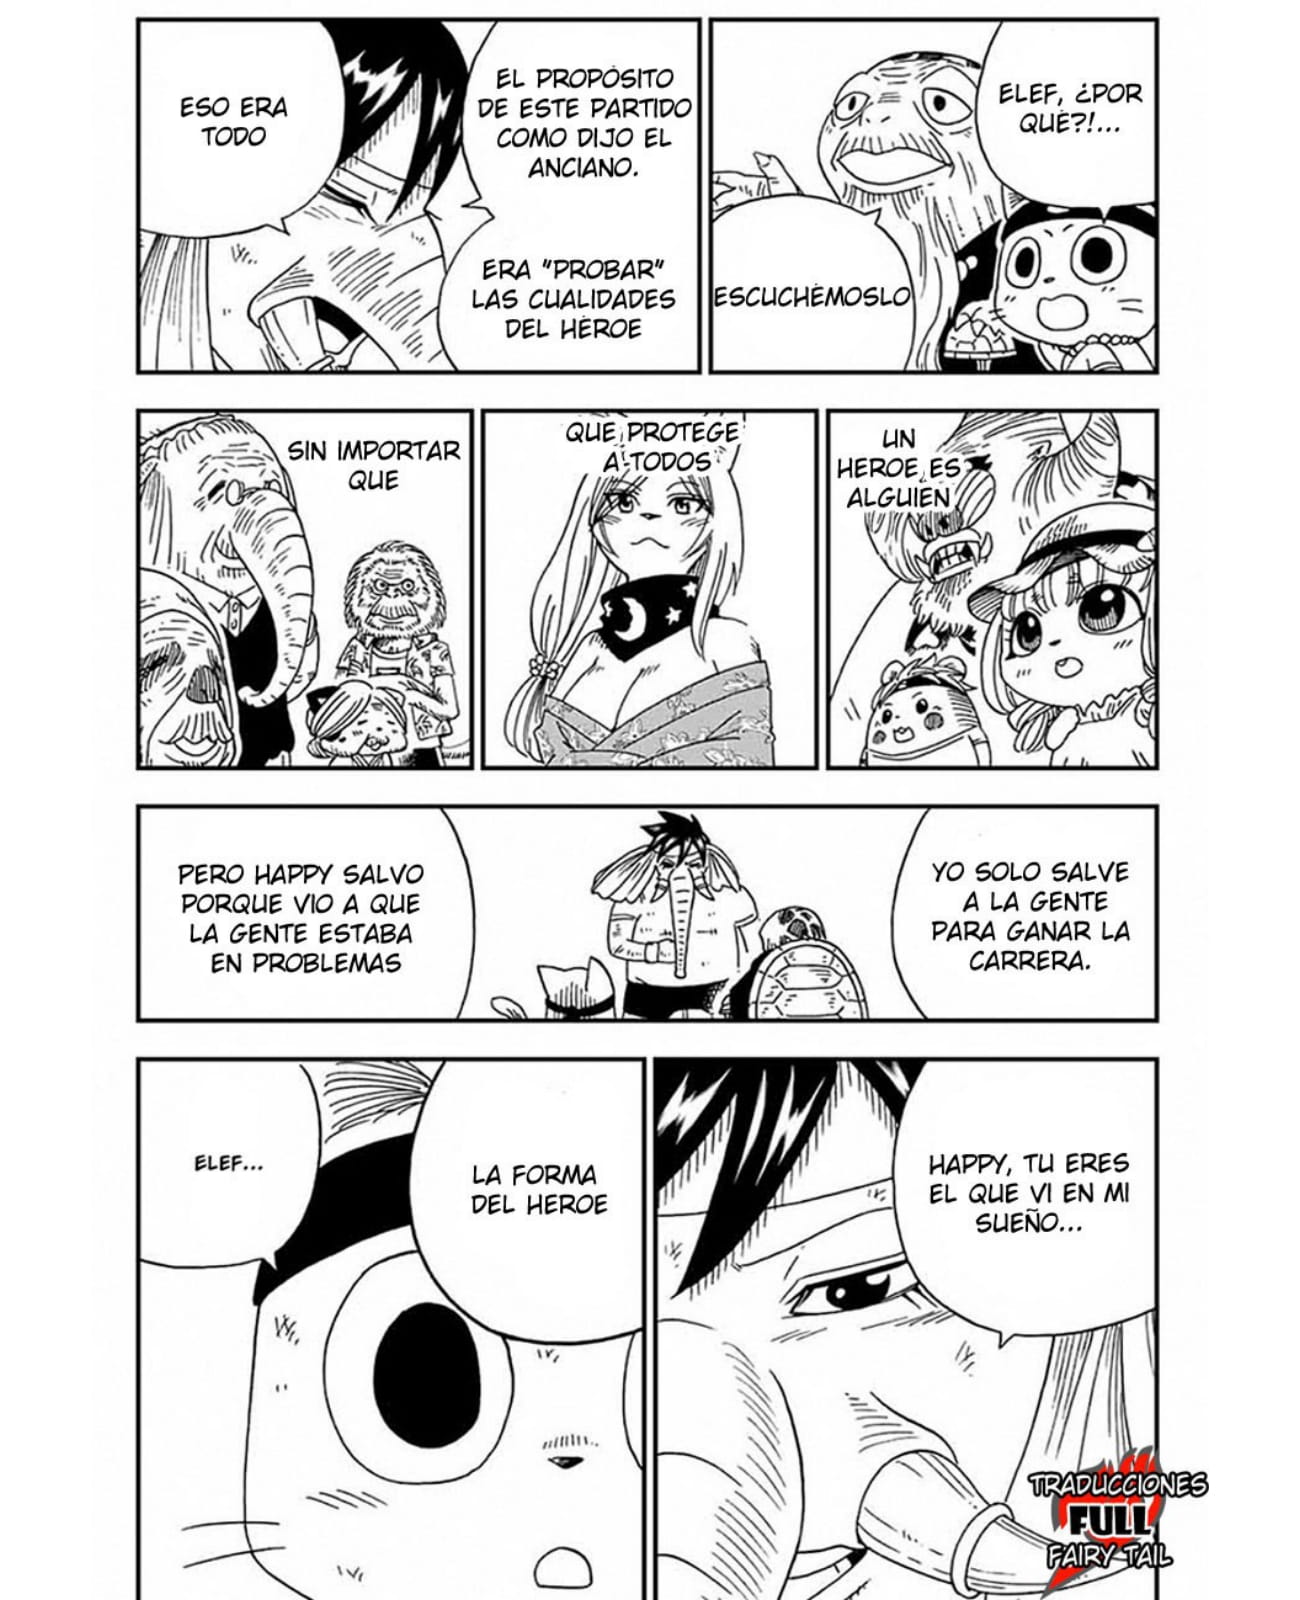 ELEF, ¿POR
QUÉ?!...
ESCUCHÉMOSLO
EL PROPÓSITO
DE ESTE PARTIDO
COMO DIJO EL
ANCIANO.
ERA "PROBAR"
LAS CUALIDADES
DEL HÉROE
ESO ERA
TODO
UN
HEROE ES
ALGUIEN
QUE PROTEGE
A TODOS
SIN IMPORTAR
QUE
YO SOLO SALVE
A LA GENTE
PARA GANAR LA
CARRERA.
PERO HAPPY SALVO
PORQUE VIO A QUE
LA GENTE ESTABA
EN PROBLEMAS
HAPPY, TU ERES
EL QUE VI EN MI
SUEÑO...
LA FORMA
DEL HEROE
ELEF...
TRADUCCIONES
FULL
FAIRY TAIL